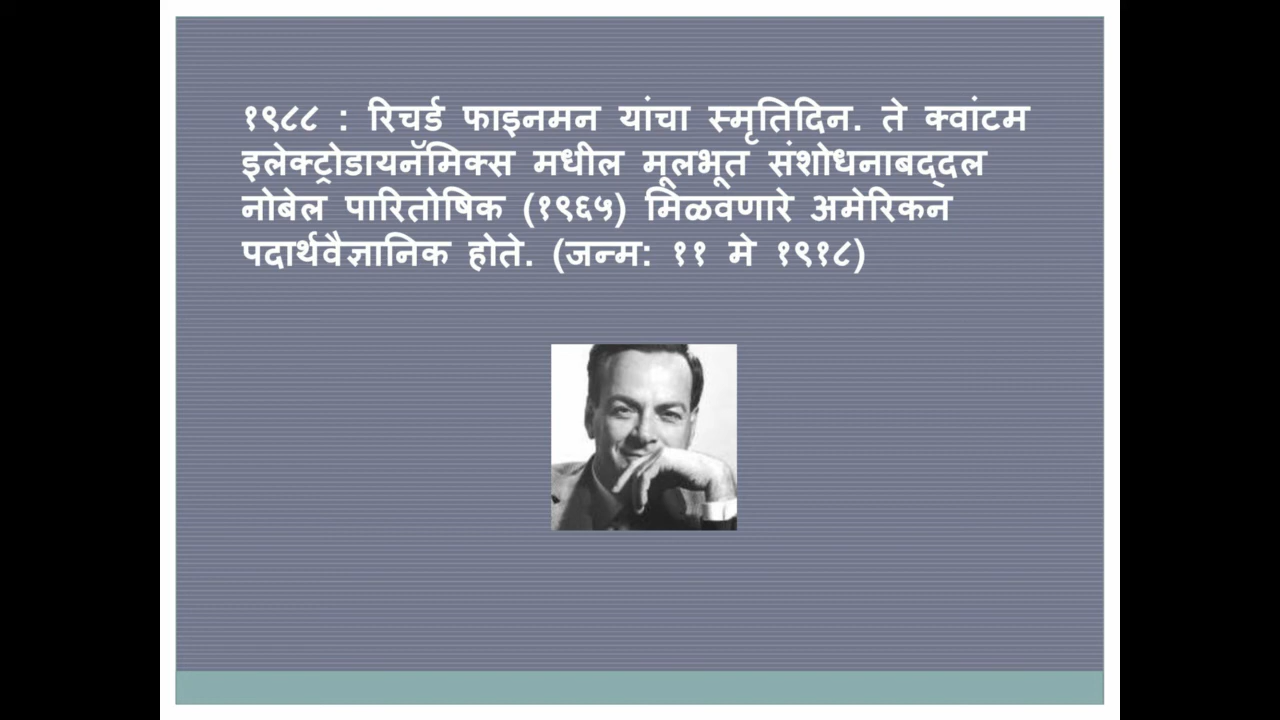 १९८८ : रिचर्ड फाइनमन यांचा स्मृतिदिन. ते क्वांटम
इलेक्ट्रोडायनॅमिक्स मधील मूलभूत संशोधनाबद्दल
नोबेल पारितोषिक (१९६५) मिळवणारे अमेरिकन
पदार्थवैज्ञानिक होते. (जन्म: ११ मे १९१८)